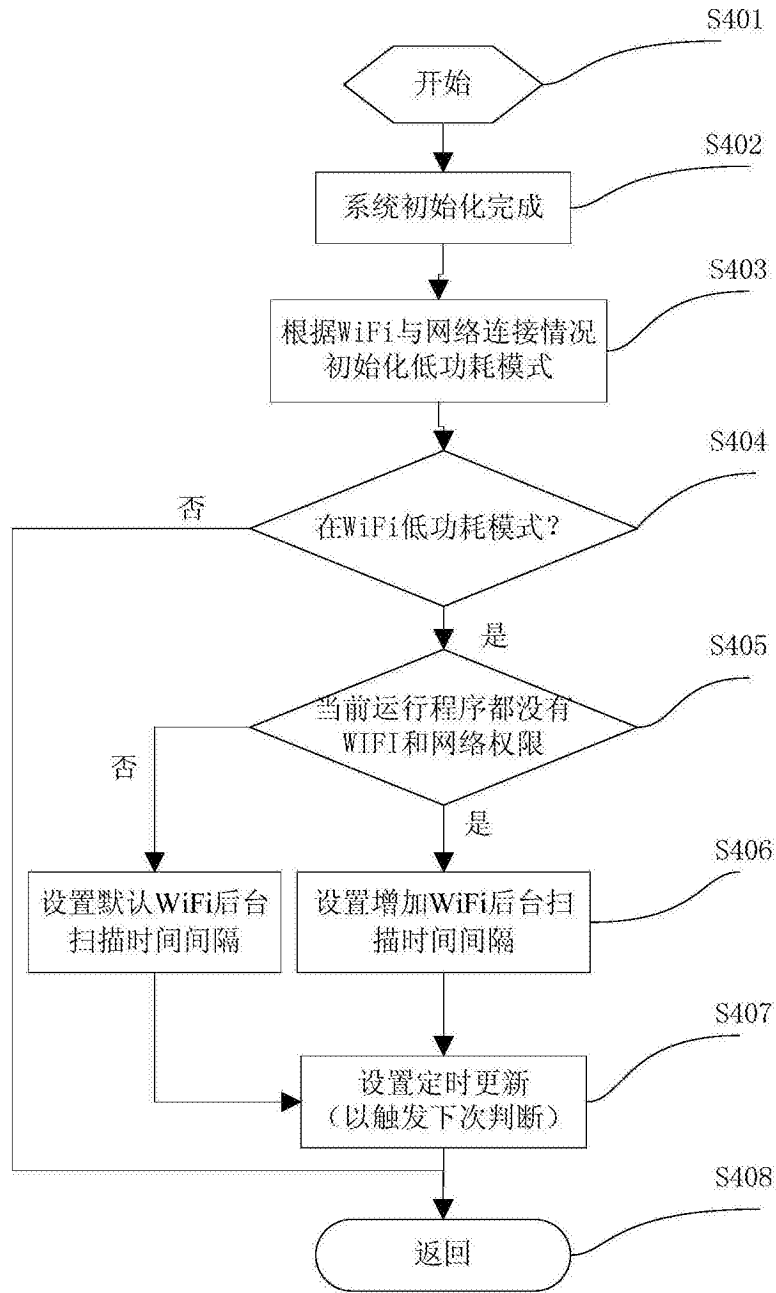 S401
开始
S402
系统初始化完成
S403
根据WiFi与网络连接情况
初始化低功耗模式
S404
否
在WiFi低功耗模式?
是
S405
当前运行程序都没有
WIFI和网络权限
否
是
S406
设置默认WiFi后台
扫描时间间隔
设置增加WiFi后台扫
描时间间隔
S407
设置定时更新
(以触发下次判断)
S408
返回